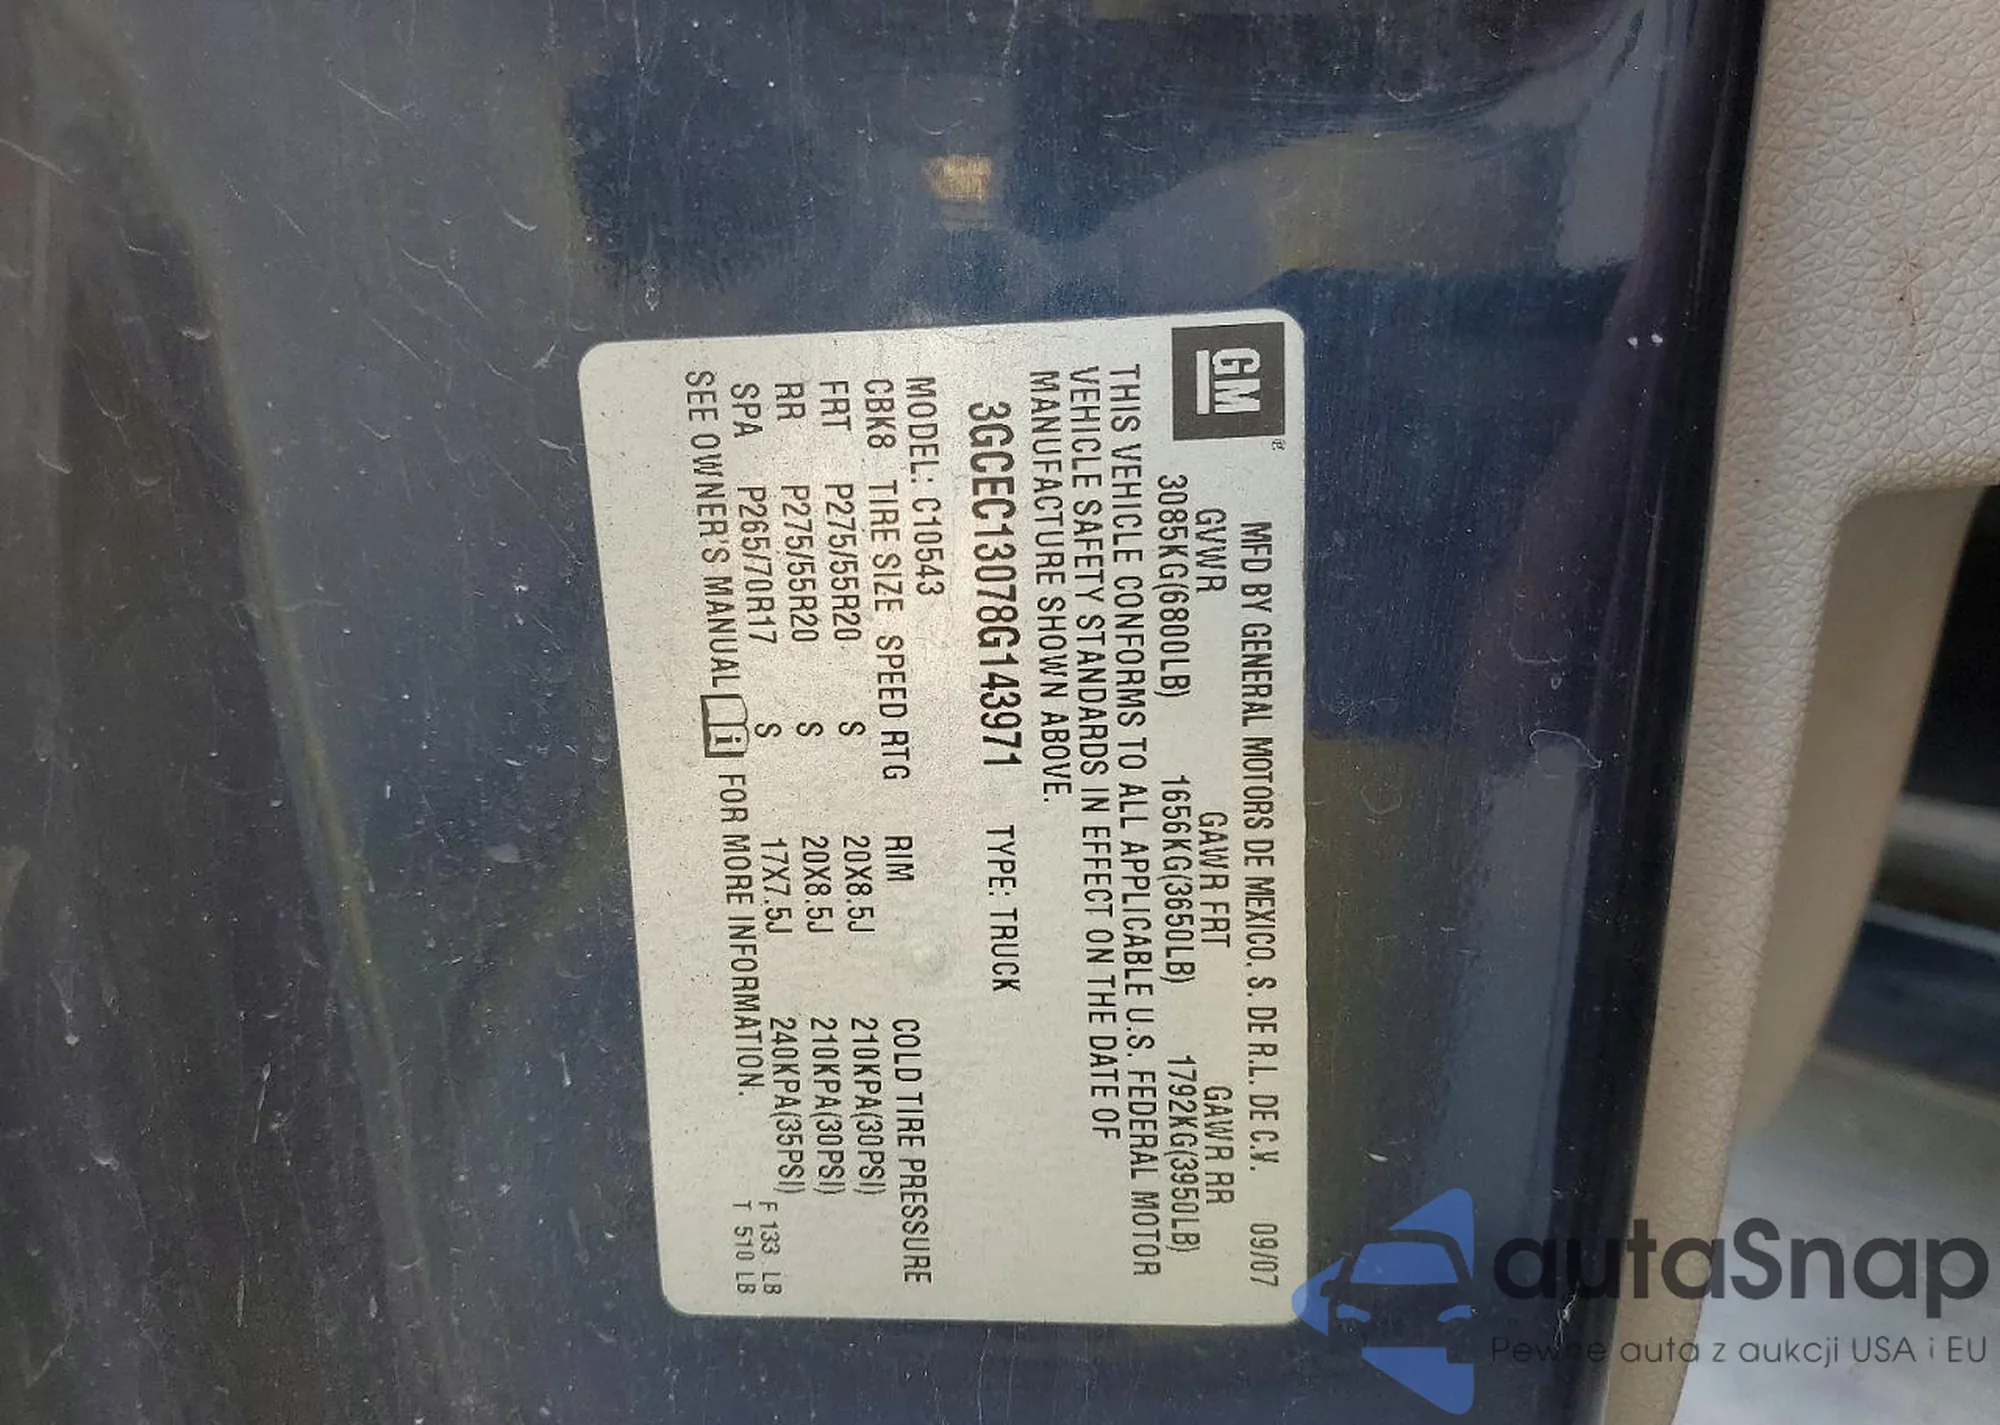 GM
MFD BY GENERAL MOTORS DE MEXICO, S. DE R.L. DE C.V. 09/07
GVWR GAWR FRT GAWR RR
3085KG(6800LB) 1656KG(3650LB) 1792KG(3950LB)
THIS VEHICLE CONFORMS TO ALL APPLICABLE U.S. FEDERAL MOTOR
VEHICLE SAFETY STANDARDS IN EFFECT ON THE DATE OF
MANUFACTURE SHOWN ABOVE.
3GCEC13078G143971 TYPE: TRUCK
MODEL: C10543
CBK8 TIRE SIZE SPEED RTG RIM COLD TIRE PRESSURE
FRT P275/55R20 S 20X8.5J 210KPA(30PSI)
RR P275/55R20 S 20X8.5J 210KPA(30PSI)
SPA P265/70R17 S 17X7.5J 240KPA(35PSI) F 133 LB
SEE OWNER'S MANUAL i FOR MORE INFORMATION. T 510 LB
autaSnap
Pewne auta z aukcji USA i EU